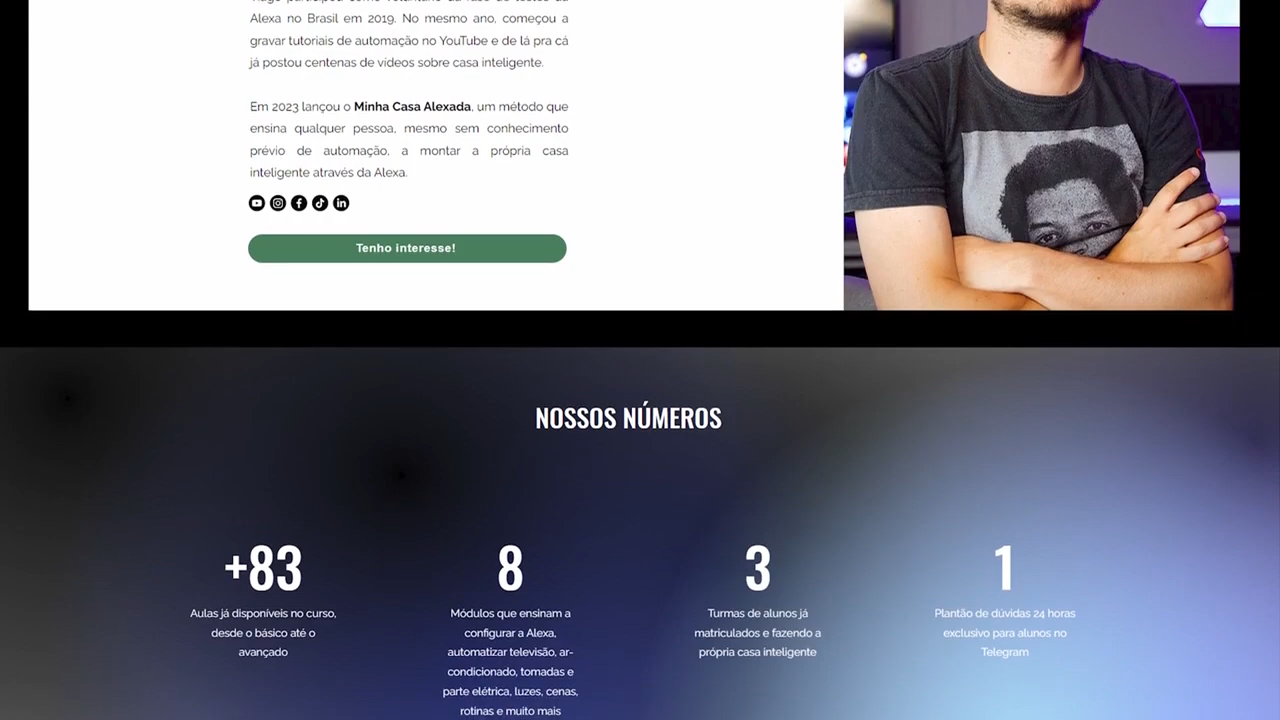 Alexa no Brasil em 2019. No mesmo ano, começou a
gravar tutoriais de automação no YouTube e de lá pra cá
já postou centenas de vídeos sobre casa inteligente.
Em 2023 lançou o Minha Casa Alexada, um método que
ensina qualquer pessoa, mesmo sem conhecimento
prévio de automação, a montar a própria casa
inteligente através da Alexa.
Tenho interesse!
NOSSOS NÚMEROS
+83
Aulas já disponíveis no curso,
desde o básico até o
avançado
8
Módulos que ensinam a
configurar a Alexa,
automatizar televisão, ar-
condicionado, tomadas e
parte elétrica, luzes, cenas,
rotinas e muito mais
3
Turmas de alunos já
matriculados e fazendo a
própria casa inteligente
1
Plantão de dúvidas 24 horas
exclusivo para alunos no
Telegram